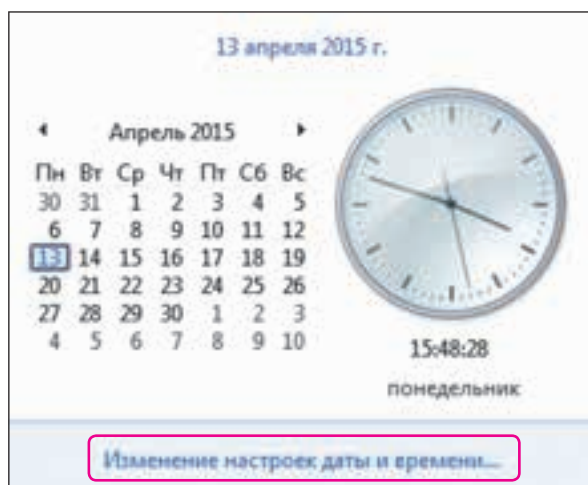 13 апреля 2015 г.
Апрель 2015
Пн Вт Ср Чт Пт Сб Вс
30 31 1 2 3 4 5
6 7 8 9 10 11 12
13 14 15 16 17 18 19
20 21 22 23 24 25 26
27 28 29 30 1 2 3
4 5 6 7 8 9 10
15:48:28
понедельник
Изменение настроек даты и времени...